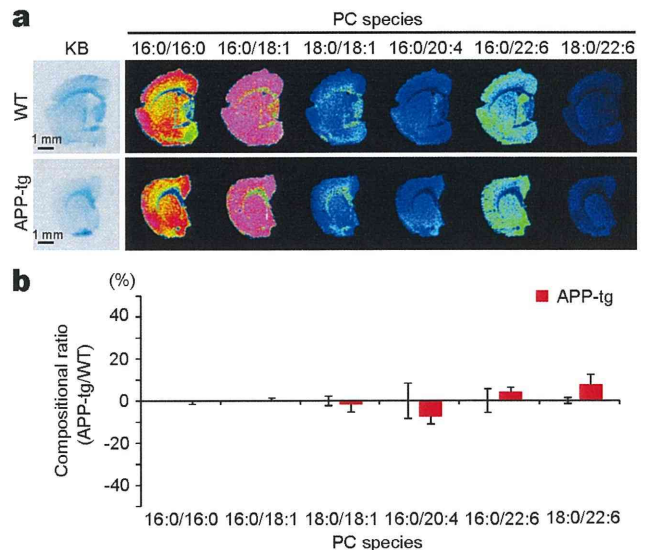 a
PC species
KB 16:0/16:0 16:0/18:1 18:0/18:1 16:0/20:4 16:0/22:6 18:0/22:6
WT
1 mm
APP-tg
1 mm
b
(%)
APP-tg
40
20
0
-20
-40
Compositional ratio
(APP-tg/WT)
16:0/16:0 16:0/18:1 18:0/18:1 16:0/20:4 16:0/22:6 18:0/22:6
PC species